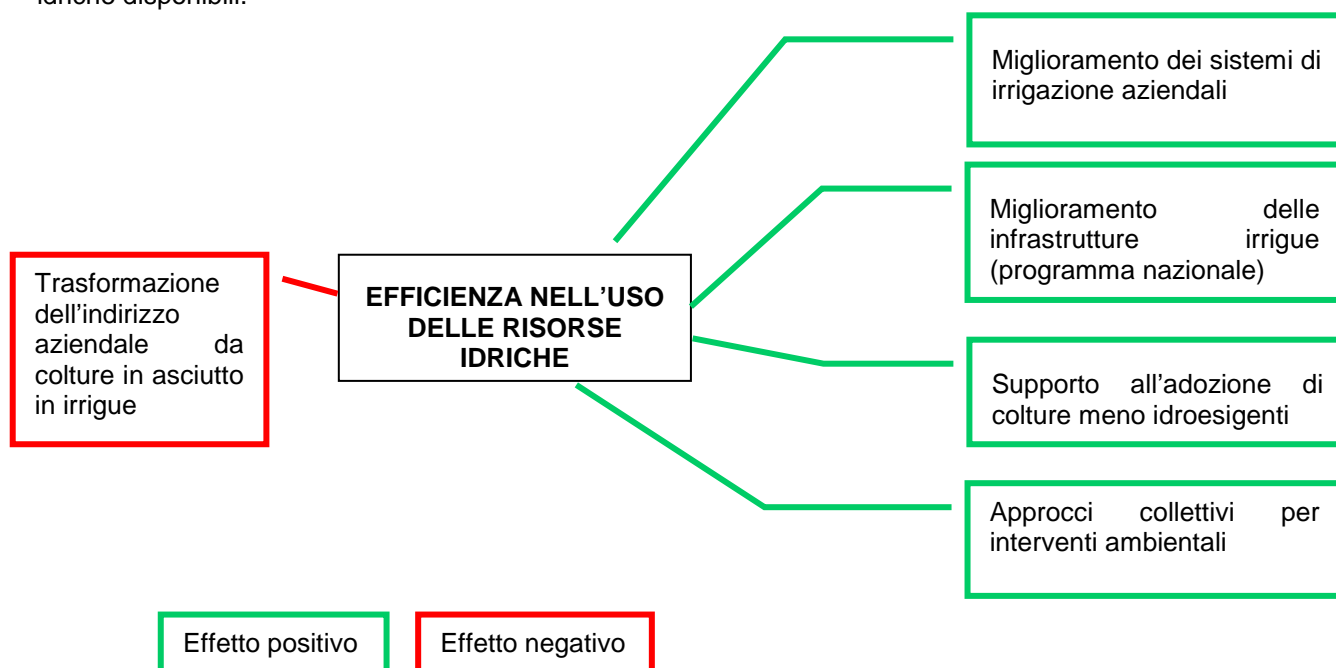 idriche disponibili.
Miglioramento dei sistemi di
irrigazione aziendali
Miglioramento delle
infrastrutture irrigue
(programma nazionale)
Trasformazione
dell’indirizzo
aziendale da
colture in asciutto
in irrigue
EFFICIENZA NELL’USO
DELLE RISORSE
IDRICHE
Supporto all’adozione di
colture meno idroesigenti
Approcci collettivi per
interventi ambientali
Effetto positivo
Effetto negativo